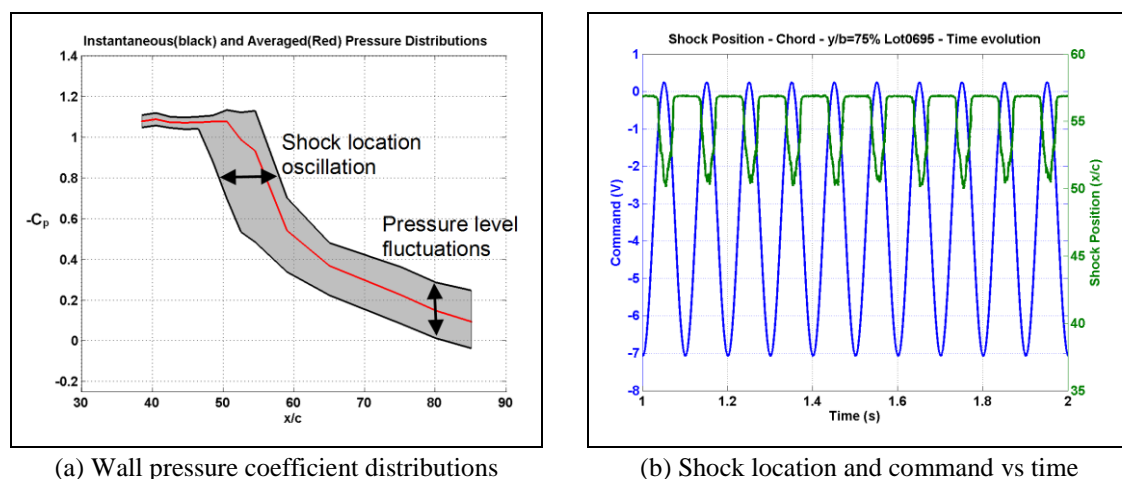 Instantaneous(black) and Averaged(Red) Pressure Distributions
1.4
1.2
1
0.8
0.6
0.4
0.2
0
-0.2
-Cp
Shock location
oscillation
Pressure level
fluctuations
30 40 50 60 70 80 90
x/c
(a) Wall pressure coefficient distributions
Shock Position - Chord - y/b=75% Lot0695 - Time evolution
1
0
-1
-2
-3
-4
-5
-6
-7
-8
Command (V)
60
55
50
45
40
35
Shock Position (x/c)
1 1.2 1.4 1.6 1.8 2
Time (s)
(b) Shock location and command vs time